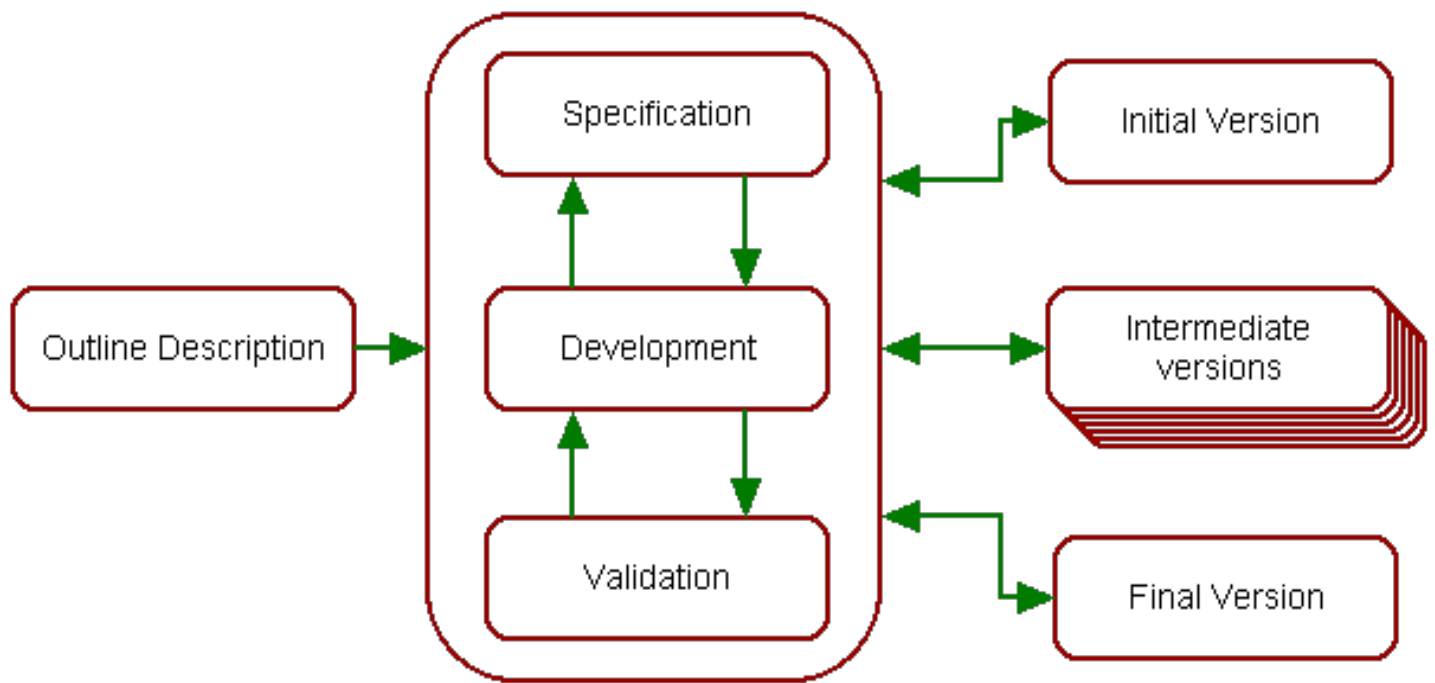 Outline Description
Specification
Development
Validation
Initial Version
Intermediate
versions
Final Version